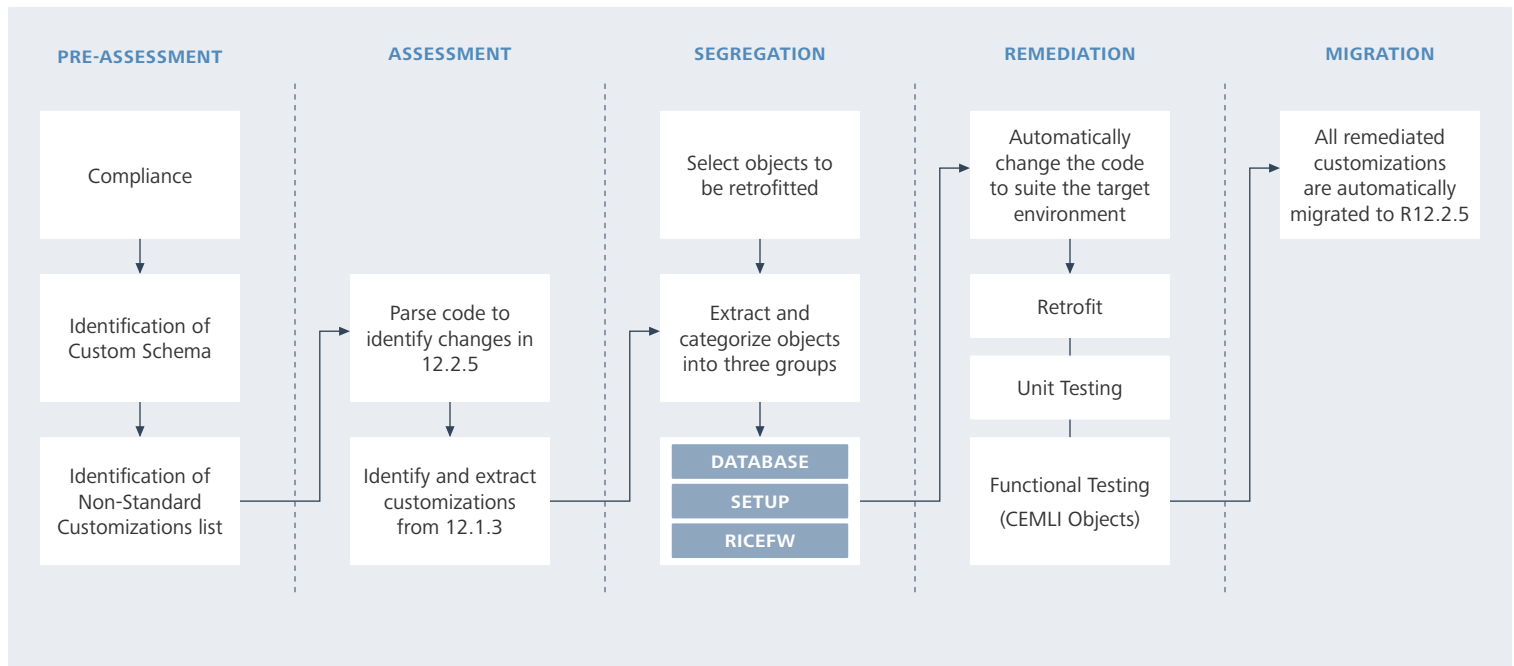 PRE-ASSESSMENT
Compliance
Identification of
Custom Schema
Identification of
Non-Standard
Customizations list
ASSESSMENT
Parse code to
identify changes in
12.2.5
Identify and extract
customizations
from 12.1.3
SEGREGATION
Select objects to
be retrofitted
Extract and
categorize objects
into three groups
DATABASE
SETUP
RICEFW
REMEDIATION
Automatically
change the code
to suite the target
environment
Retrofit
Unit Testing
Functional Testing
(CEMLI Objects)
MIGRATION
All remediated
customizations
are automatically
migrated to R12.2.5